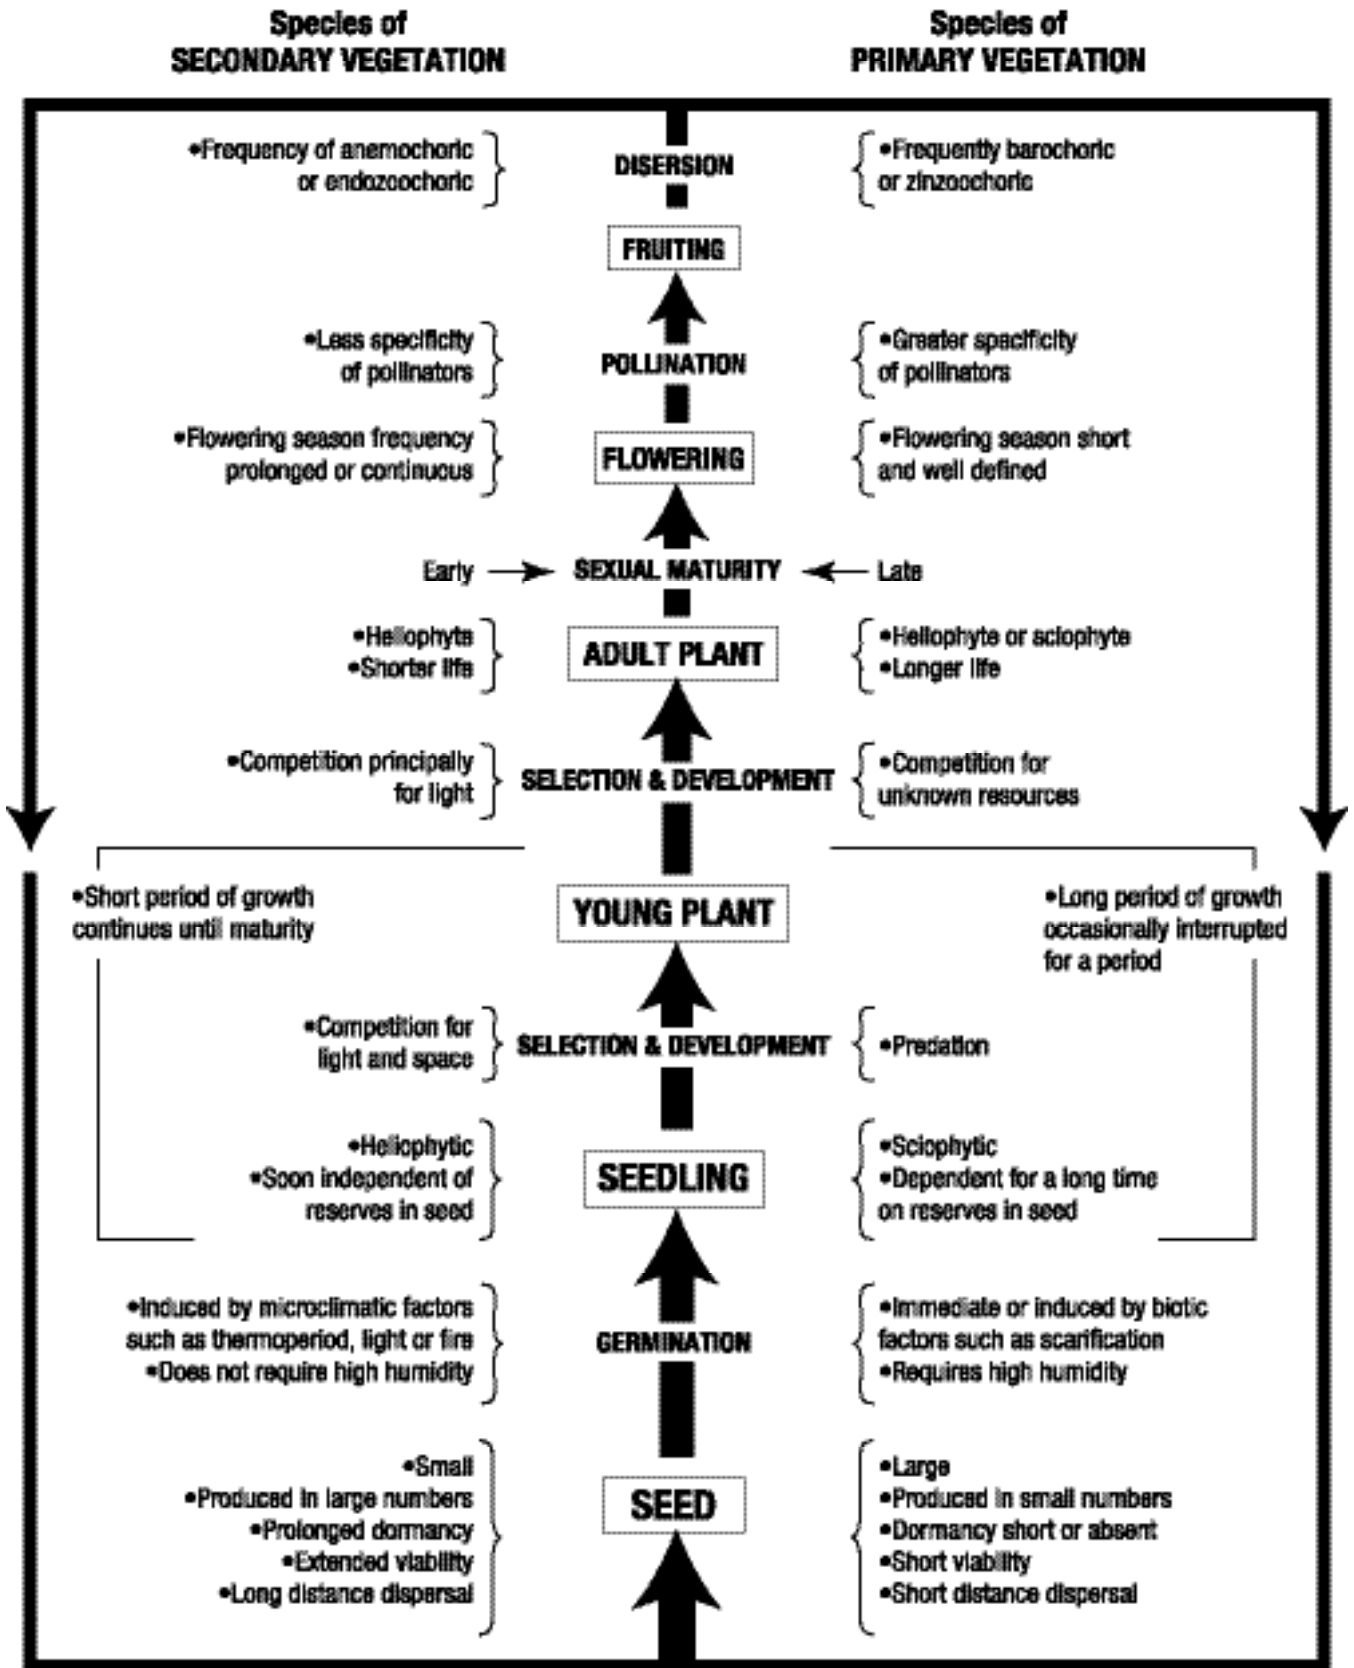 Species of
SECONDARY VEGETATION
Species of
PRIMARY VEGETATION
•Frequency of anemochoric
or endozoochoric
DISERSION
•Frequently barochoric
or zinzoochoric
FRUITING
•Less specificity
of pollinators
POLLINATION
•Greater specificity
of pollinators
•Flowering season frequency
prolonged or continuous
FLOWERING
•Flowering season short
and well defined
Early
SEXUAL MATURITY
Late
•Heliophyte
•Shorter life
ADULT PLANT
•Heliophyte or sciophyte
•Longer life
•Competition principally
for light
SELECTION & DEVELOPMENT
•Competition for
unknown resources
•Short period of growth
continues until maturity
YOUNG PLANT
•Long period of growth
occasionally interrupted
for a period
•Competition for
light and space
SELECTION & DEVELOPMENT
•Predation
•Heliophytic
•Soon independent of
reserves in seed
SEEDLING
•Sciophytic
•Dependent for a long time
on reserves in seed
•Induced by microclimatic factors
such as thermoperiod, light or fire
•Does not require high humidity
GERMINATION
•Immediate or induced by biotic
factors such as scarification
•Requires high humidity
•Small
•Produced in large numbers
•Prolonged dormancy
•Extended viability
•Long distance dispersal
SEED
•Large
•Produced in small numbers
•Dormancy short or absent
•Short viability
•Short distance dispersal